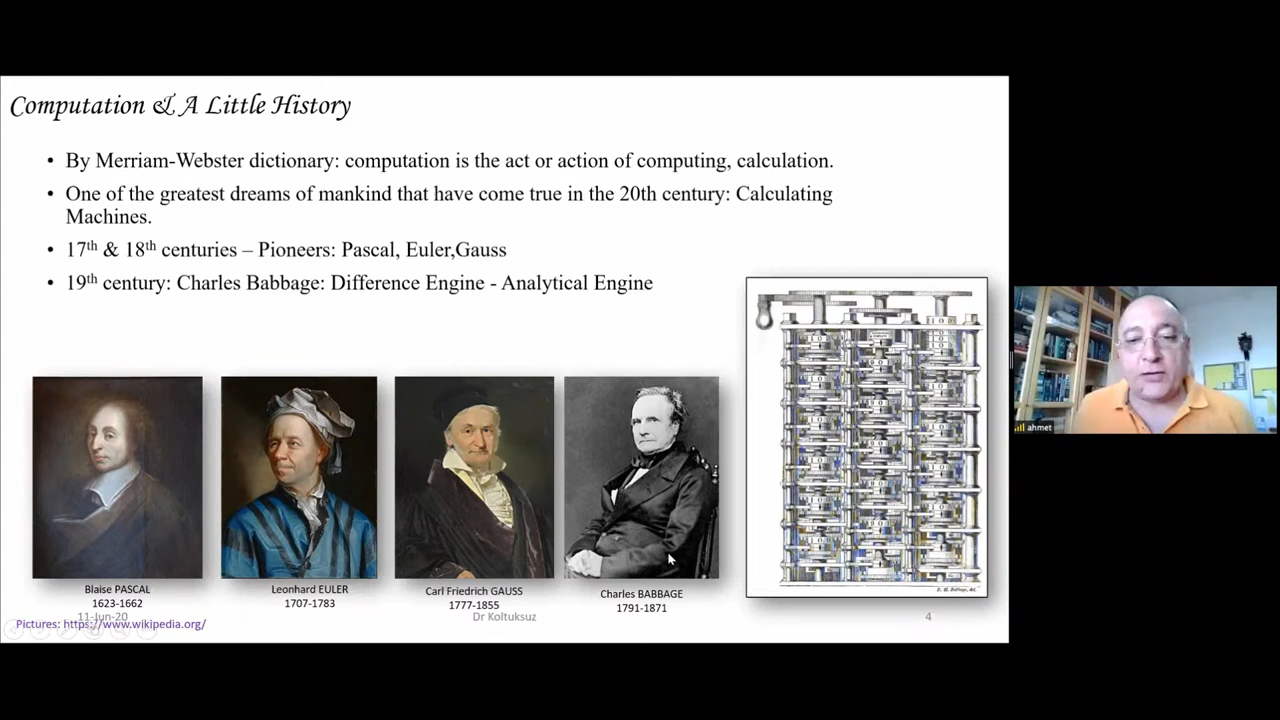 Computation & A Little History
• By Merriam-Webster dictionary: computation is the act or action of computing, calculation.
• One of the greatest dreams of mankind that have come true in the 20th century: Calculating
Machines.
• 17th & 18th centuries – Pioneers: Pascal, Euler,Gauss
• 19th century: Charles Babbage: Difference Engine - Analytical Engine
Blaise PASCAL
1623-1662
Leonhard EULER
1707-1783
Carl Friedrich GAUSS
1777-1855
Charles BABBAGE
1791-1871
11-Jun-20
Pictures: https://www.wikipedia.org/
Dr Koltuksuz
4
ahmet